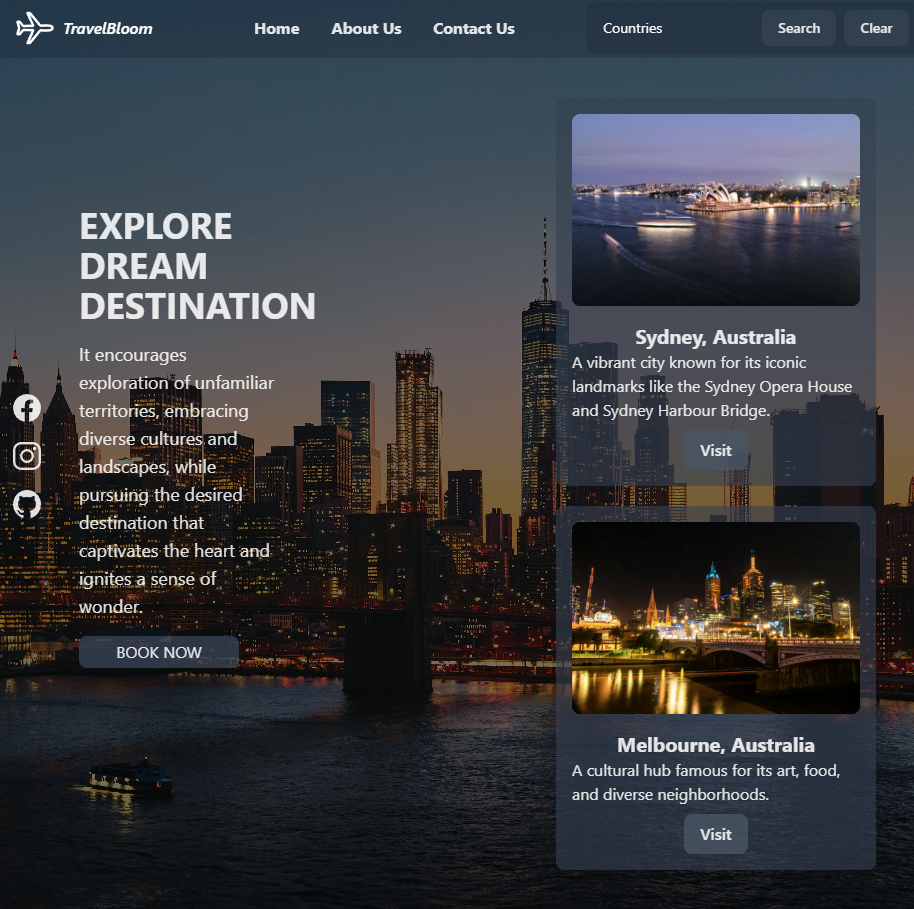 TravelBloom
Home
About Us
Contact Us
Countries
Search
Clear
EXPLORE
DREAM
DESTINATION
It encourages
exploration of unfamiliar
territories, embracing
diverse cultures and
landscapes, while
pursuing the desired
destination that
captivates the heart and
ignites a sense of
wonder.
BOOK NOW
Sydney, Australia
A vibrant city known for its iconic
landmarks like the Sydney Opera House
and Sydney Harbour Bridge.
Visit
Melbourne, Australia
A cultural hub famous for its art, food,
and diverse neighborhoods.
Visit